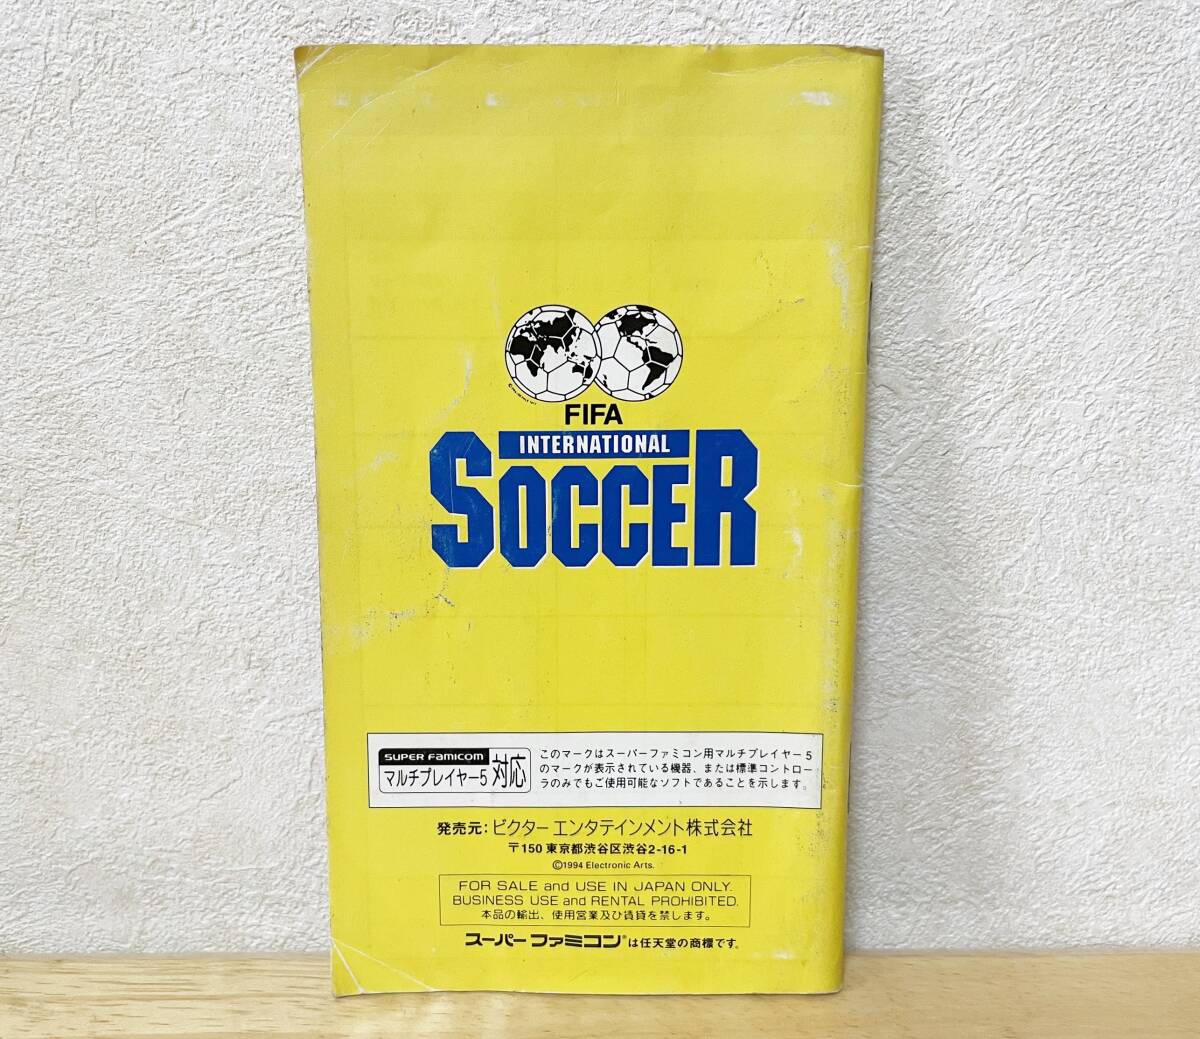 FIFA
INTERNATIONAL
SOCCER
SUPER FAMICOM
マルチプレイヤー5 対応
このマークはスーパーファミコン用マルチプレイヤー5
のマークが表示されている機器、または標準コントロー
ラのみでもご使用可能なソフトであることを示します。
発売元：ビクター エンタテインメント株式会社
〒150 東京都渋谷区渋谷2-16-1
©1994 Electronic Arts.
FOR SALE and USE IN JAPAN ONLY.
BUSINESS USE and RENTAL PROHIBITED.
本品の輸出、使用営業及び賃貸を禁します。
スーパーファミコン®は任天堂の商標です。